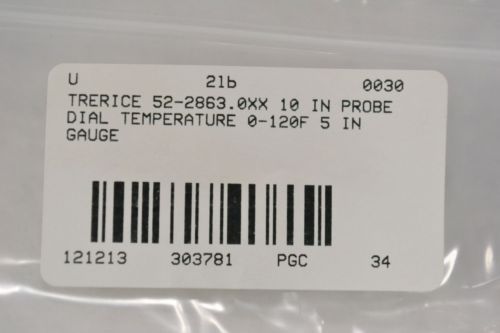 U 21b 0030
TRERICE 52-2863.0XX 10 IN PROBE
DIAL TEMPERATURE 0-120F 5 IN
GAUGE
121213 303781 PGC 34